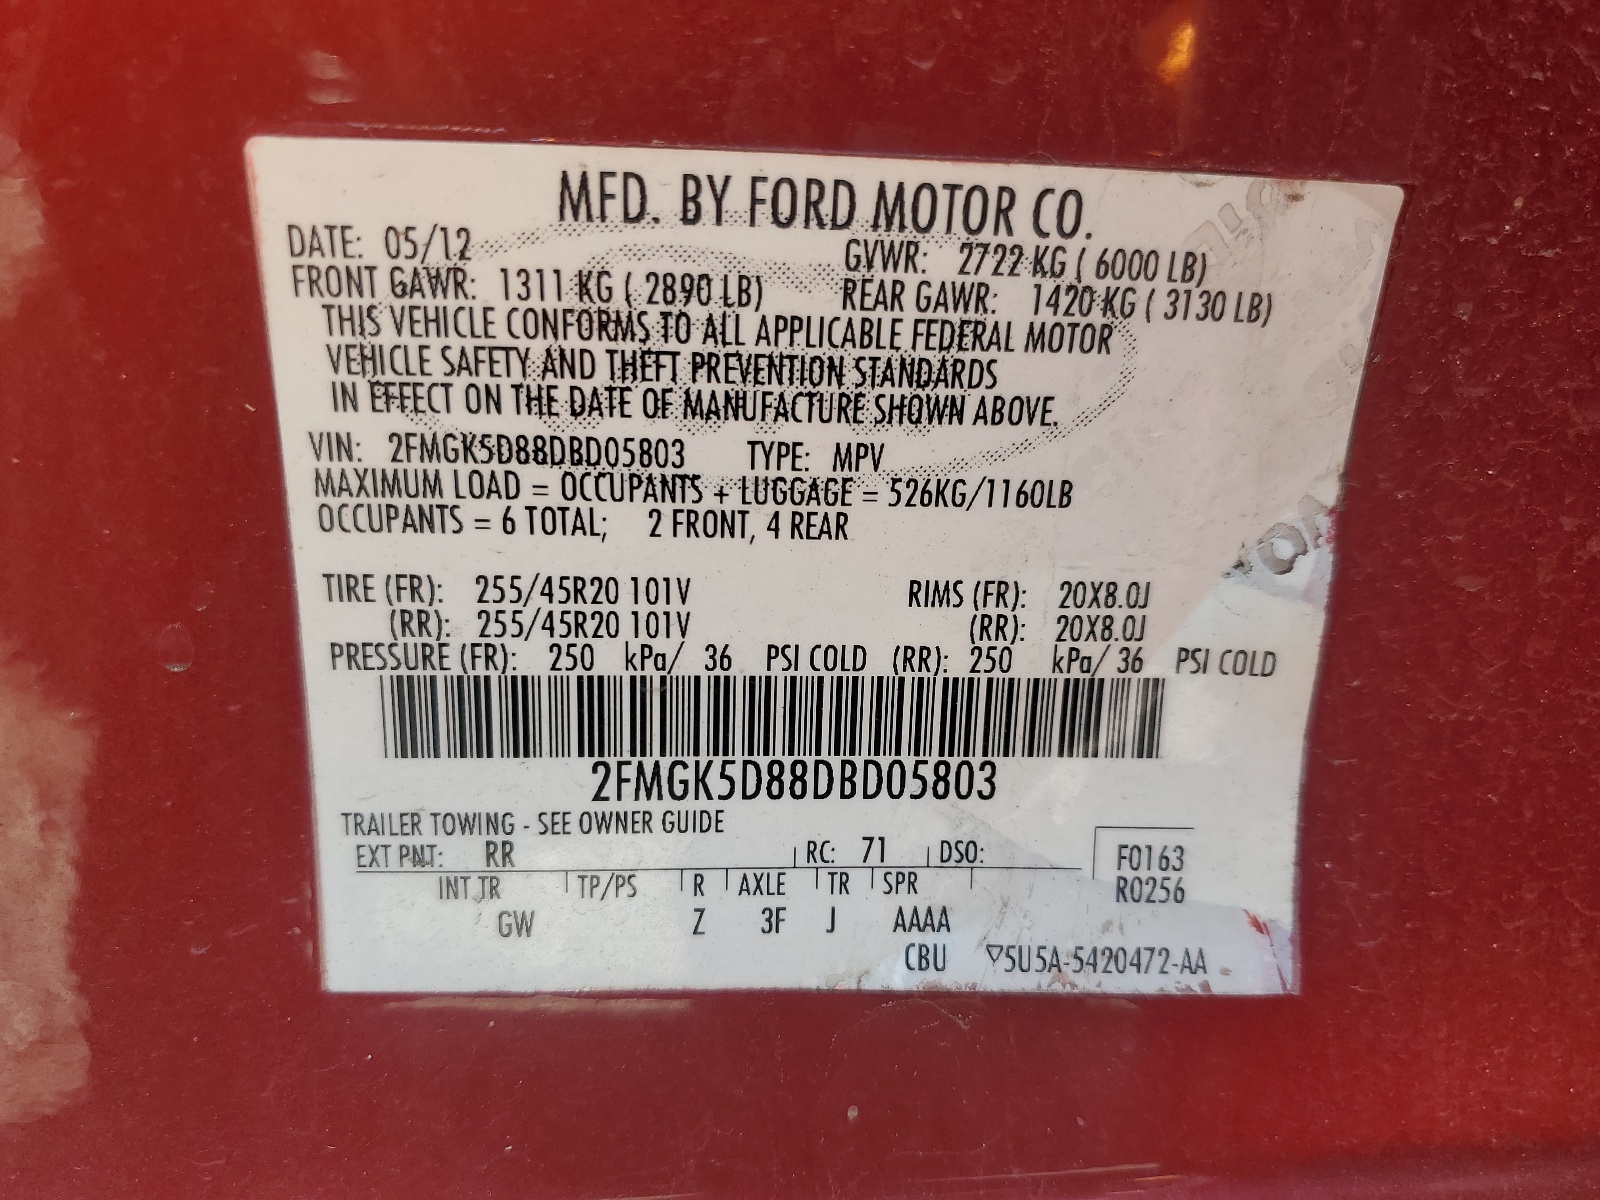 MFD. BY FORD MOTOR CO.
DATE: 05/12 GVWR: 2722 KG ( 6000 LB)
FRONT GAWR: 1311 KG ( 2890 LB) REAR GAWR: 1420 KG ( 3130 LB)
THIS VEHICLE CONFORMS TO ALL APPLICABLE FEDERAL MOTOR
VEHICLE SAFETY AND THEFT PREVENTION STANDARDS
IN EFFECT ON THE DATE OF MANUFACTURE SHOWN ABOVE.
VIN: 2FMGK5D88DBD05803 TYPE: MPV
MAXIMUM LOAD = OCCUPANTS + LUGGAGE = 526KG/1160LB
OCCUPANTS = 6 TOTAL; 2 FRONT, 4 REAR
TIRE (FR): 255/45R20 101V RIMS (FR): 20X8.0J
(RR): 255/45R20 101V (RR): 20X8.0J
PRESSURE (FR): 250 kPa/ 36 PSI COLD (RR): 250 kPa/ 36 PSI COLD
2FMGK5D88DBD05803
TRAILER TOWING - SEE OWNER GUIDE
EXT PNT: RR RC: 71 DSO: F0163
INT TR TP/PS R AXLE TR SPR R0256
GW Z 3F J AAAA
CBU ▽5U5A-5420472-AA